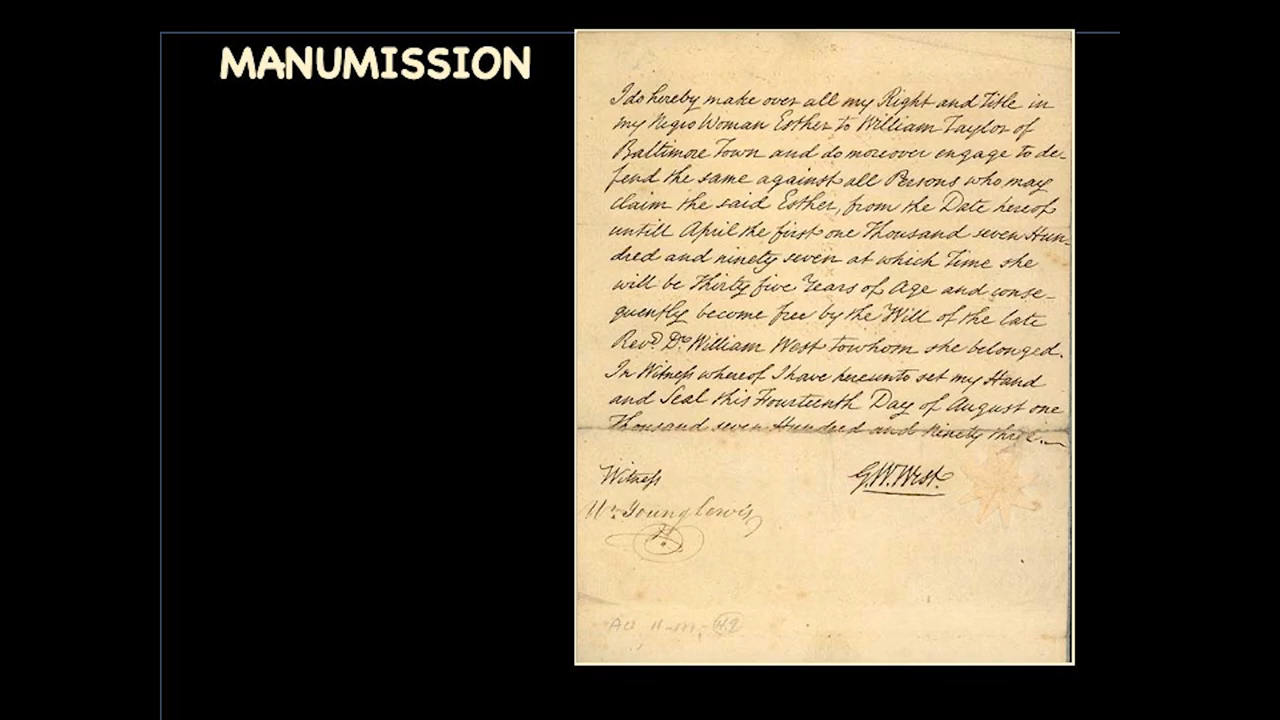 MANUMISSION
I do hereby make over all my Right and Title in
my Negro Woman Esther to William Taylor of
Baltimore Town and do moreover engage to de-
fend the same against all Persons who may
claim the said Esther, from the Date hereof
untill April the first one Thousand seven Hun-
dred and ninety seven at which Time she
will be Thirty five Years of Age and conse-
quently become free by the Will of the late
Revd. Dr. William West to whom she belonged.
In Witness whereof I have hereunto set my Hand
and Seal this Fourteenth Day of August one
Thousand seven Hundred and Ninety three.
Witness
G. W. West.
Wm. Young Lewis